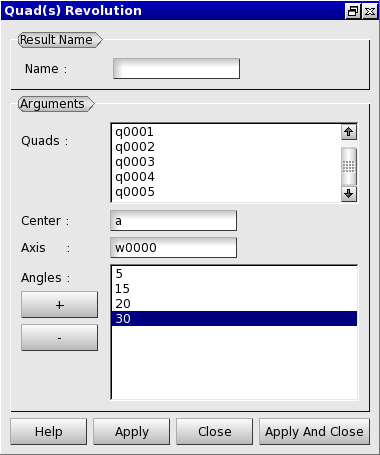 Quad(s) Revolution
Result Name
Name :
Arguments
Quads :
q0001
q0002
q0003
q0004
q0005
Center : a
Axis : w0000
Angles :
5
15
20
30
+
-
Help Apply Close Apply And Close